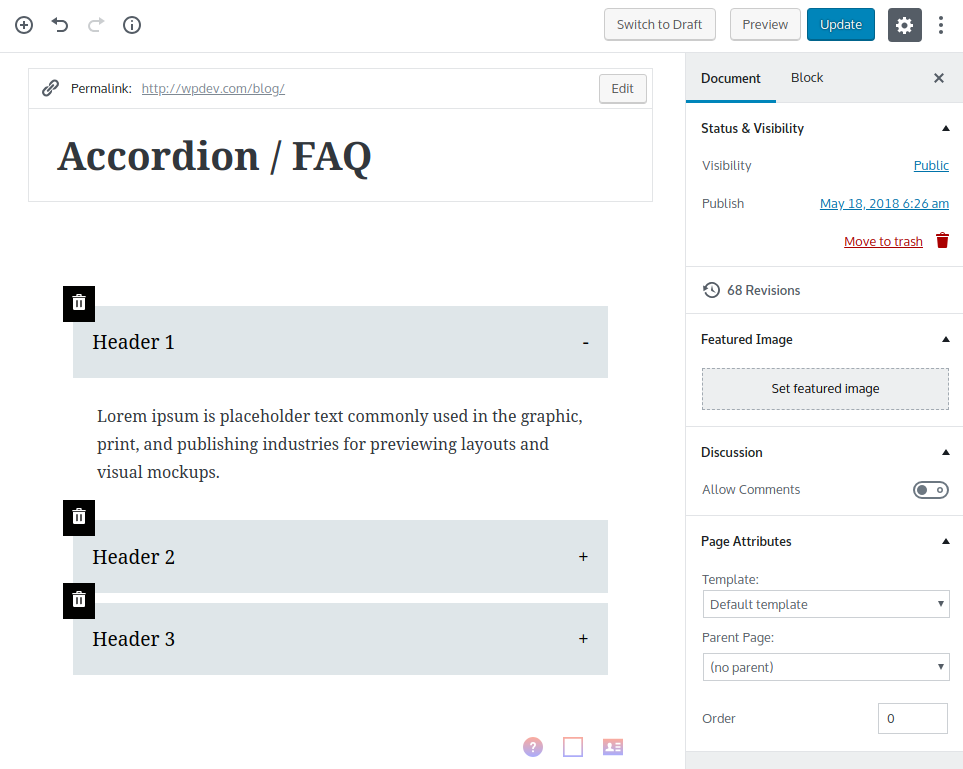 Switch to Draft
Preview
Update
Permalink: http://wpdev.com/blog/
Edit
Accordion / FAQ
Header 1 -
Lorem ipsum is placeholder text commonly used in the graphic,
print, and publishing industries for previewing layouts and
visual mockups.
Header 2 +
Header 3 +
Document
Block
Status & Visibility
Visibility Public
Publish May 18, 2018 6:26 am
Move to trash
68 Revisions
Featured Image
Set featured image
Discussion
Allow Comments
Page Attributes
Template:
Default template
Parent Page:
(no parent)
Order 0